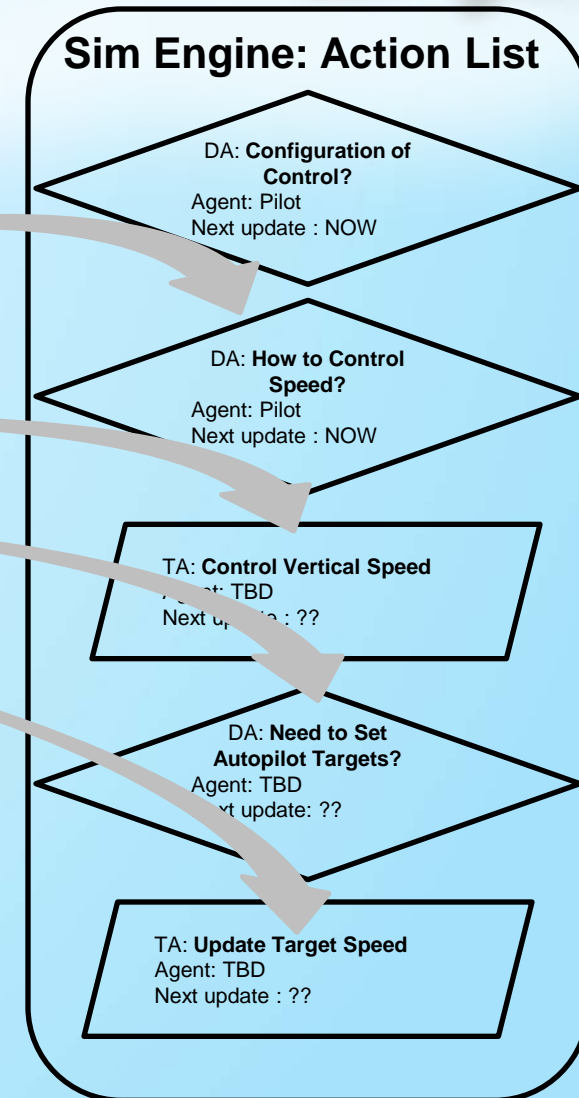 Sim Engine: Action List
DA: Configuration of
Control?
Agent: Pilot
Next update : NOW
DA: How to Control
Speed?
Agent: Pilot
Next update : NOW
TA: Control Vertical Speed
TBD
Next : ??
DA: Need to Set
Autopilot Targets?
Agent: TBD
update: ??
TA: Update Target Speed
Agent: TBD
Next update : ??